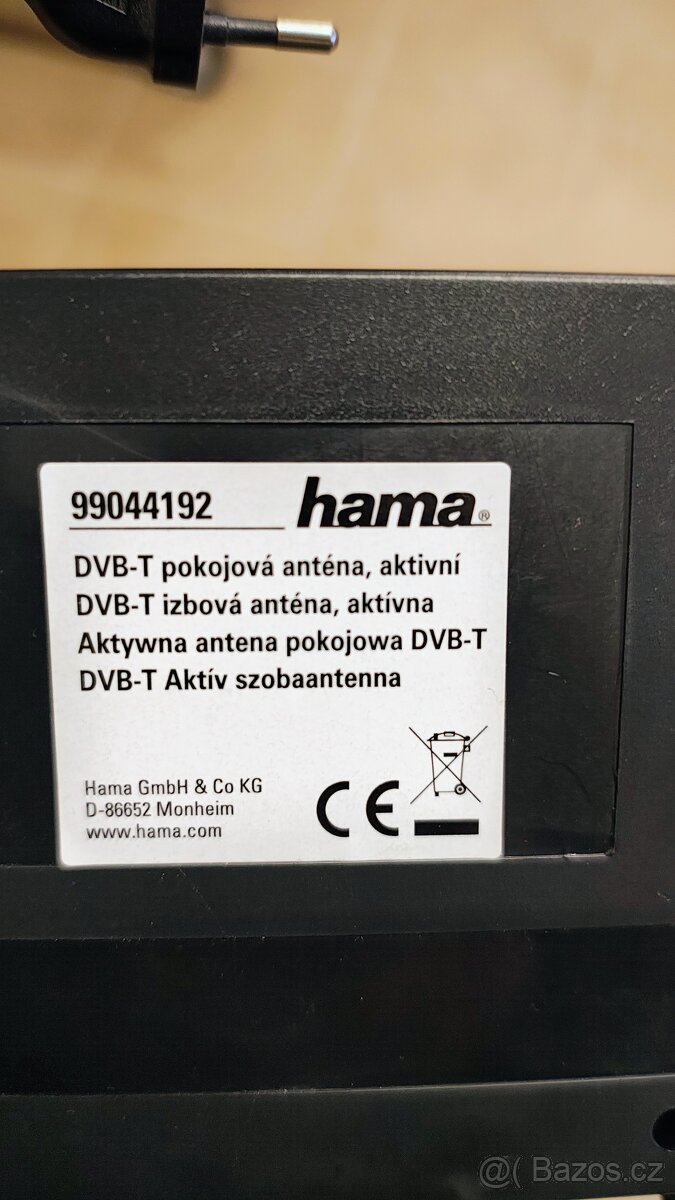 99044192 hama®
DVB-T pokojová anténa, aktivní
DVB-T izbová anténa, aktívna
Aktywna antena pokojowa DVB-T
DVB-T Aktív szobaantenna
Hama GmbH & Co KG
D-86652 Monheim
www.hama.com
CE
@( Bazos.cz